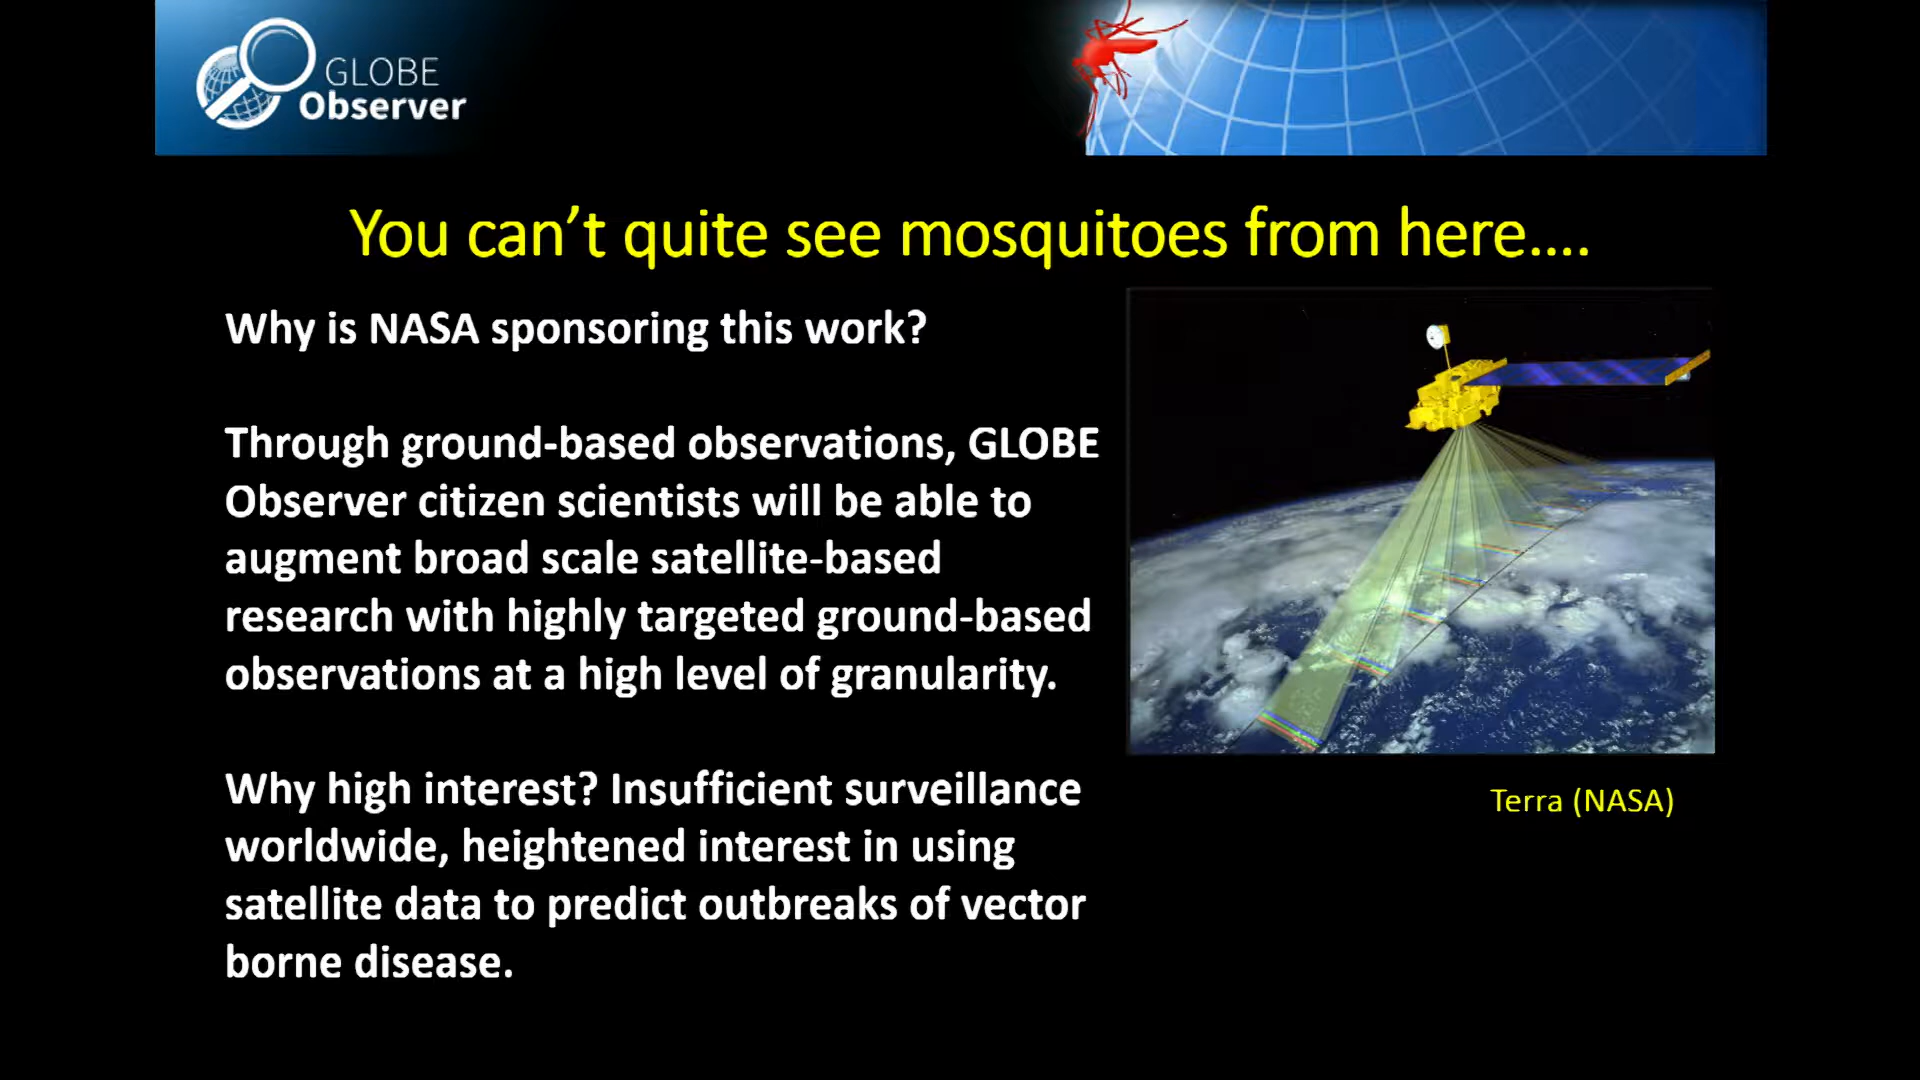 GLOBE
Observer
You can’t quite see mosquitoes from here....
Why is NASA sponsoring this work?
Through ground-based observations, GLOBE
Observer citizen scientists will be able to
augment broad scale satellite-based
research with highly targeted ground-based
observations at a high level of granularity.
Why high interest? Insufficient surveillance
worldwide, heightened interest in using
satellite data to predict outbreaks of vector
borne disease.
Terra (NASA)